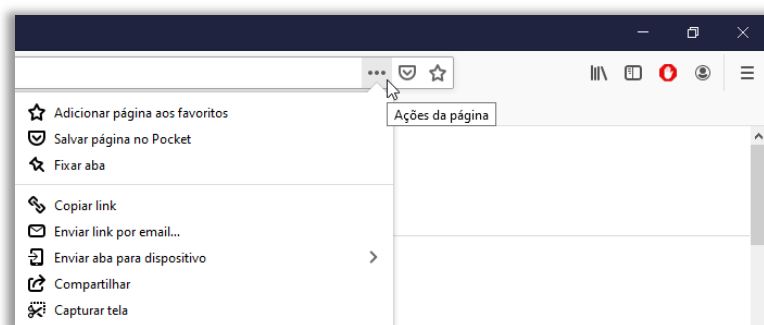 Ações da página
Adicionar página aos favoritos
Salvar página no Pocket
Fixar aba
Copiar link
Enviar link por email...
Enviar aba para dispositivo
Compartilhar
Capturar tela